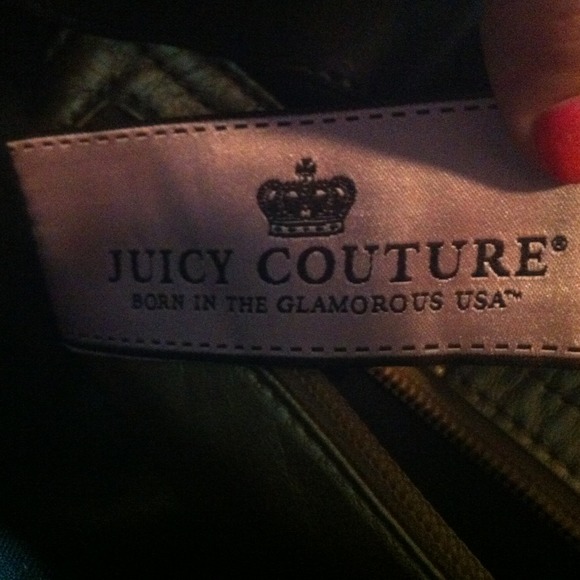 JUICY COUTURE®
BORN IN THE GLAMOROUS USA™